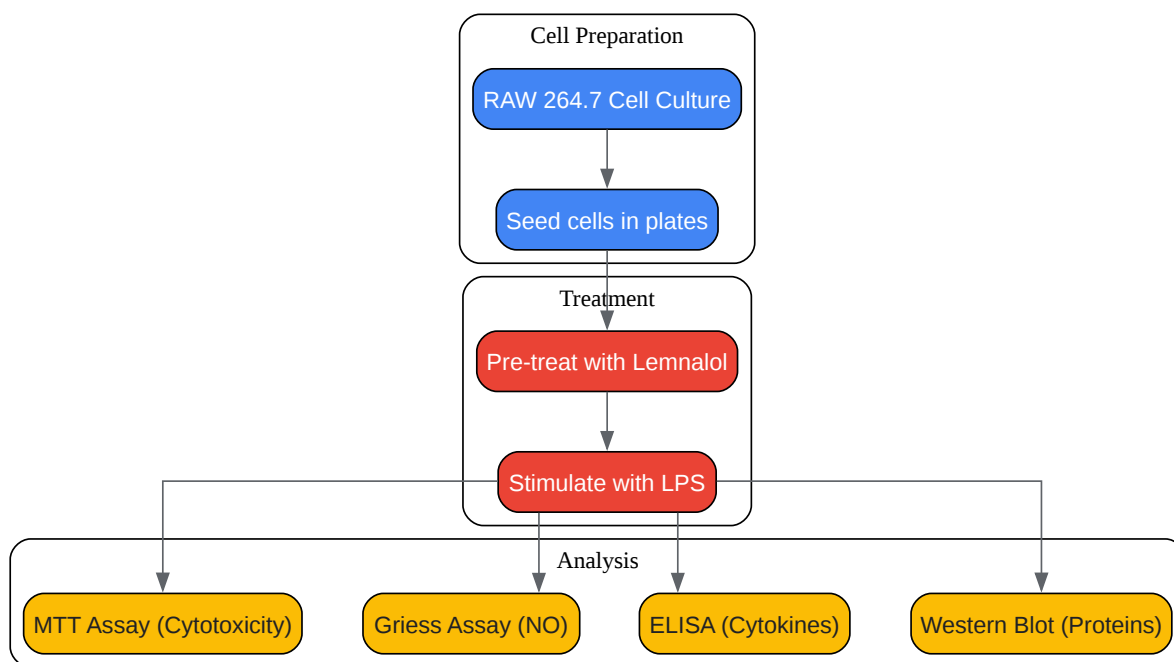 Cell Preparation
RAW 264.7 Cell Culture
Seed cells in plates
Treatment
Pre-treat with Lemnalol
Stimulate with LPS
Analysis
MTT Assay (Cytotoxicity)
Griess Assay (NO)
ELISA (Cytokines)
Western Blot (Proteins)